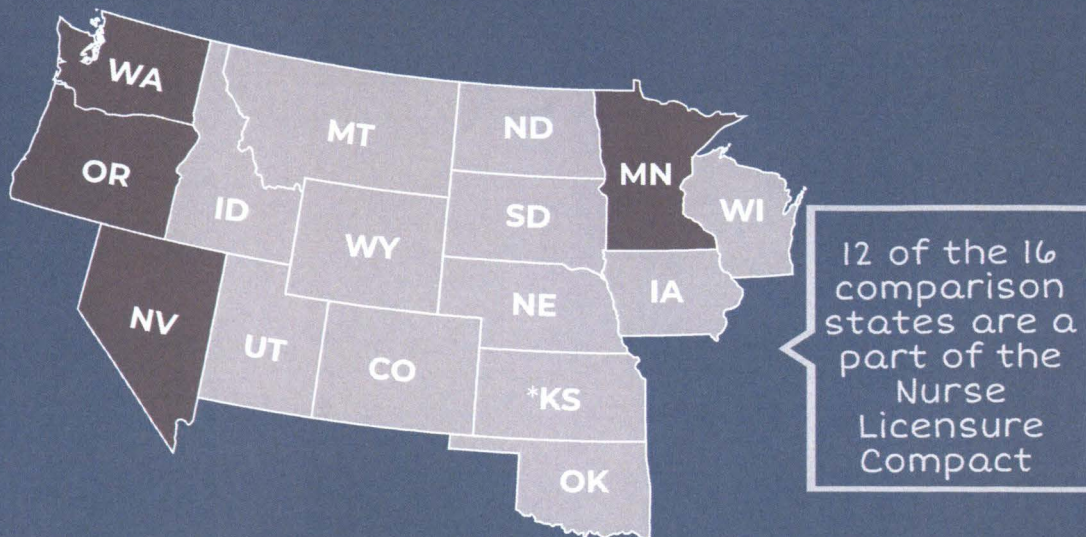 WA
MT
ND
MN
OR
ID
SD
WI
WY
NV
NE
IA
UT
CO
*KS
OK
12 of the 16
comparison
states are a
part of the
Nurse
Licensure
Compact